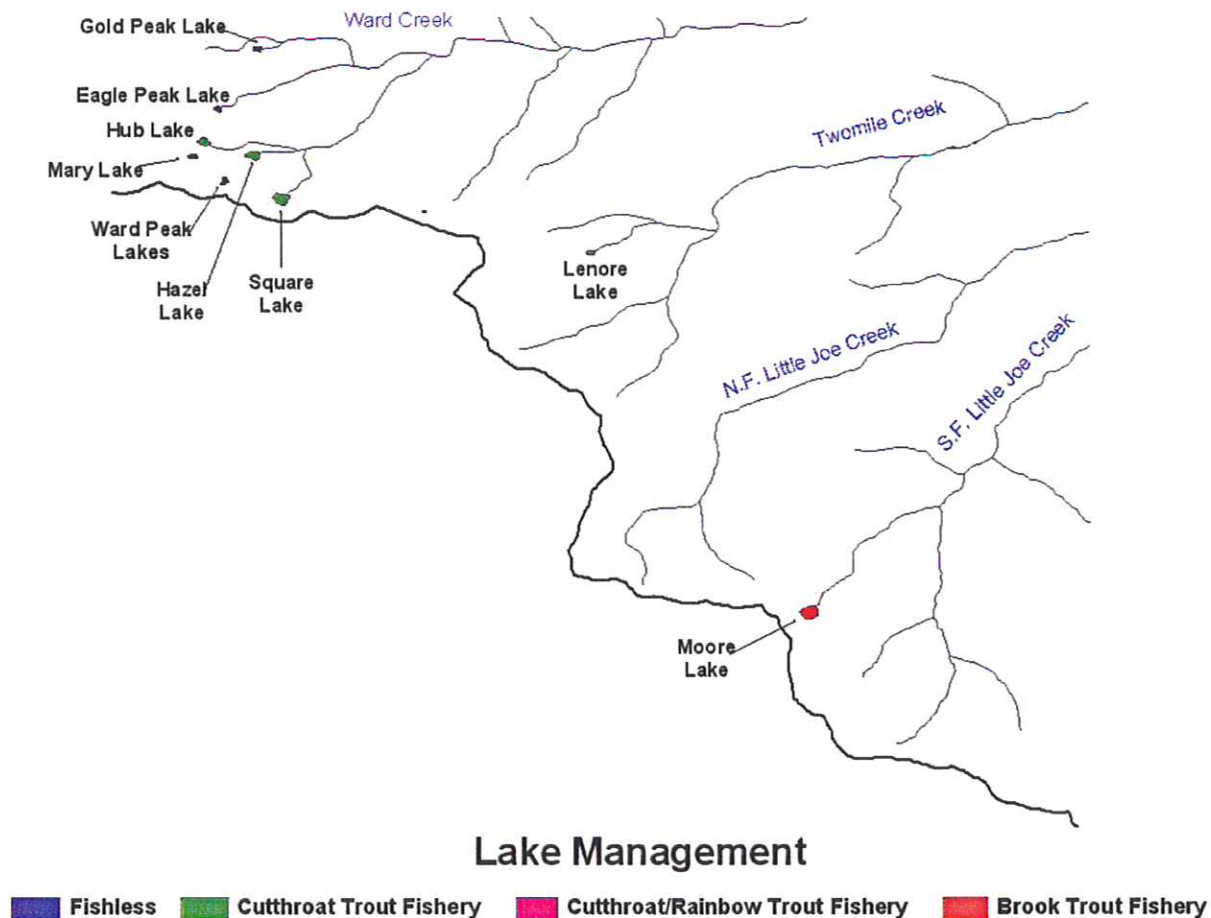 Gold Peak Lake
Ward Creek
Eagle Peak Lake
Hub Lake
Mary Lake
Ward Peak
Lakes
Hazel
Lake
Square
Lake
Twomile Creek
Lenore
Lake
N.F. Little Joe Creek
S.F. Little Joe Creek
Moore
Lake
Lake Management
Fishless
Cutthroat Trout Fishery
Cutthroat/Rainbow Trout Fishery
Brook Trout Fishery